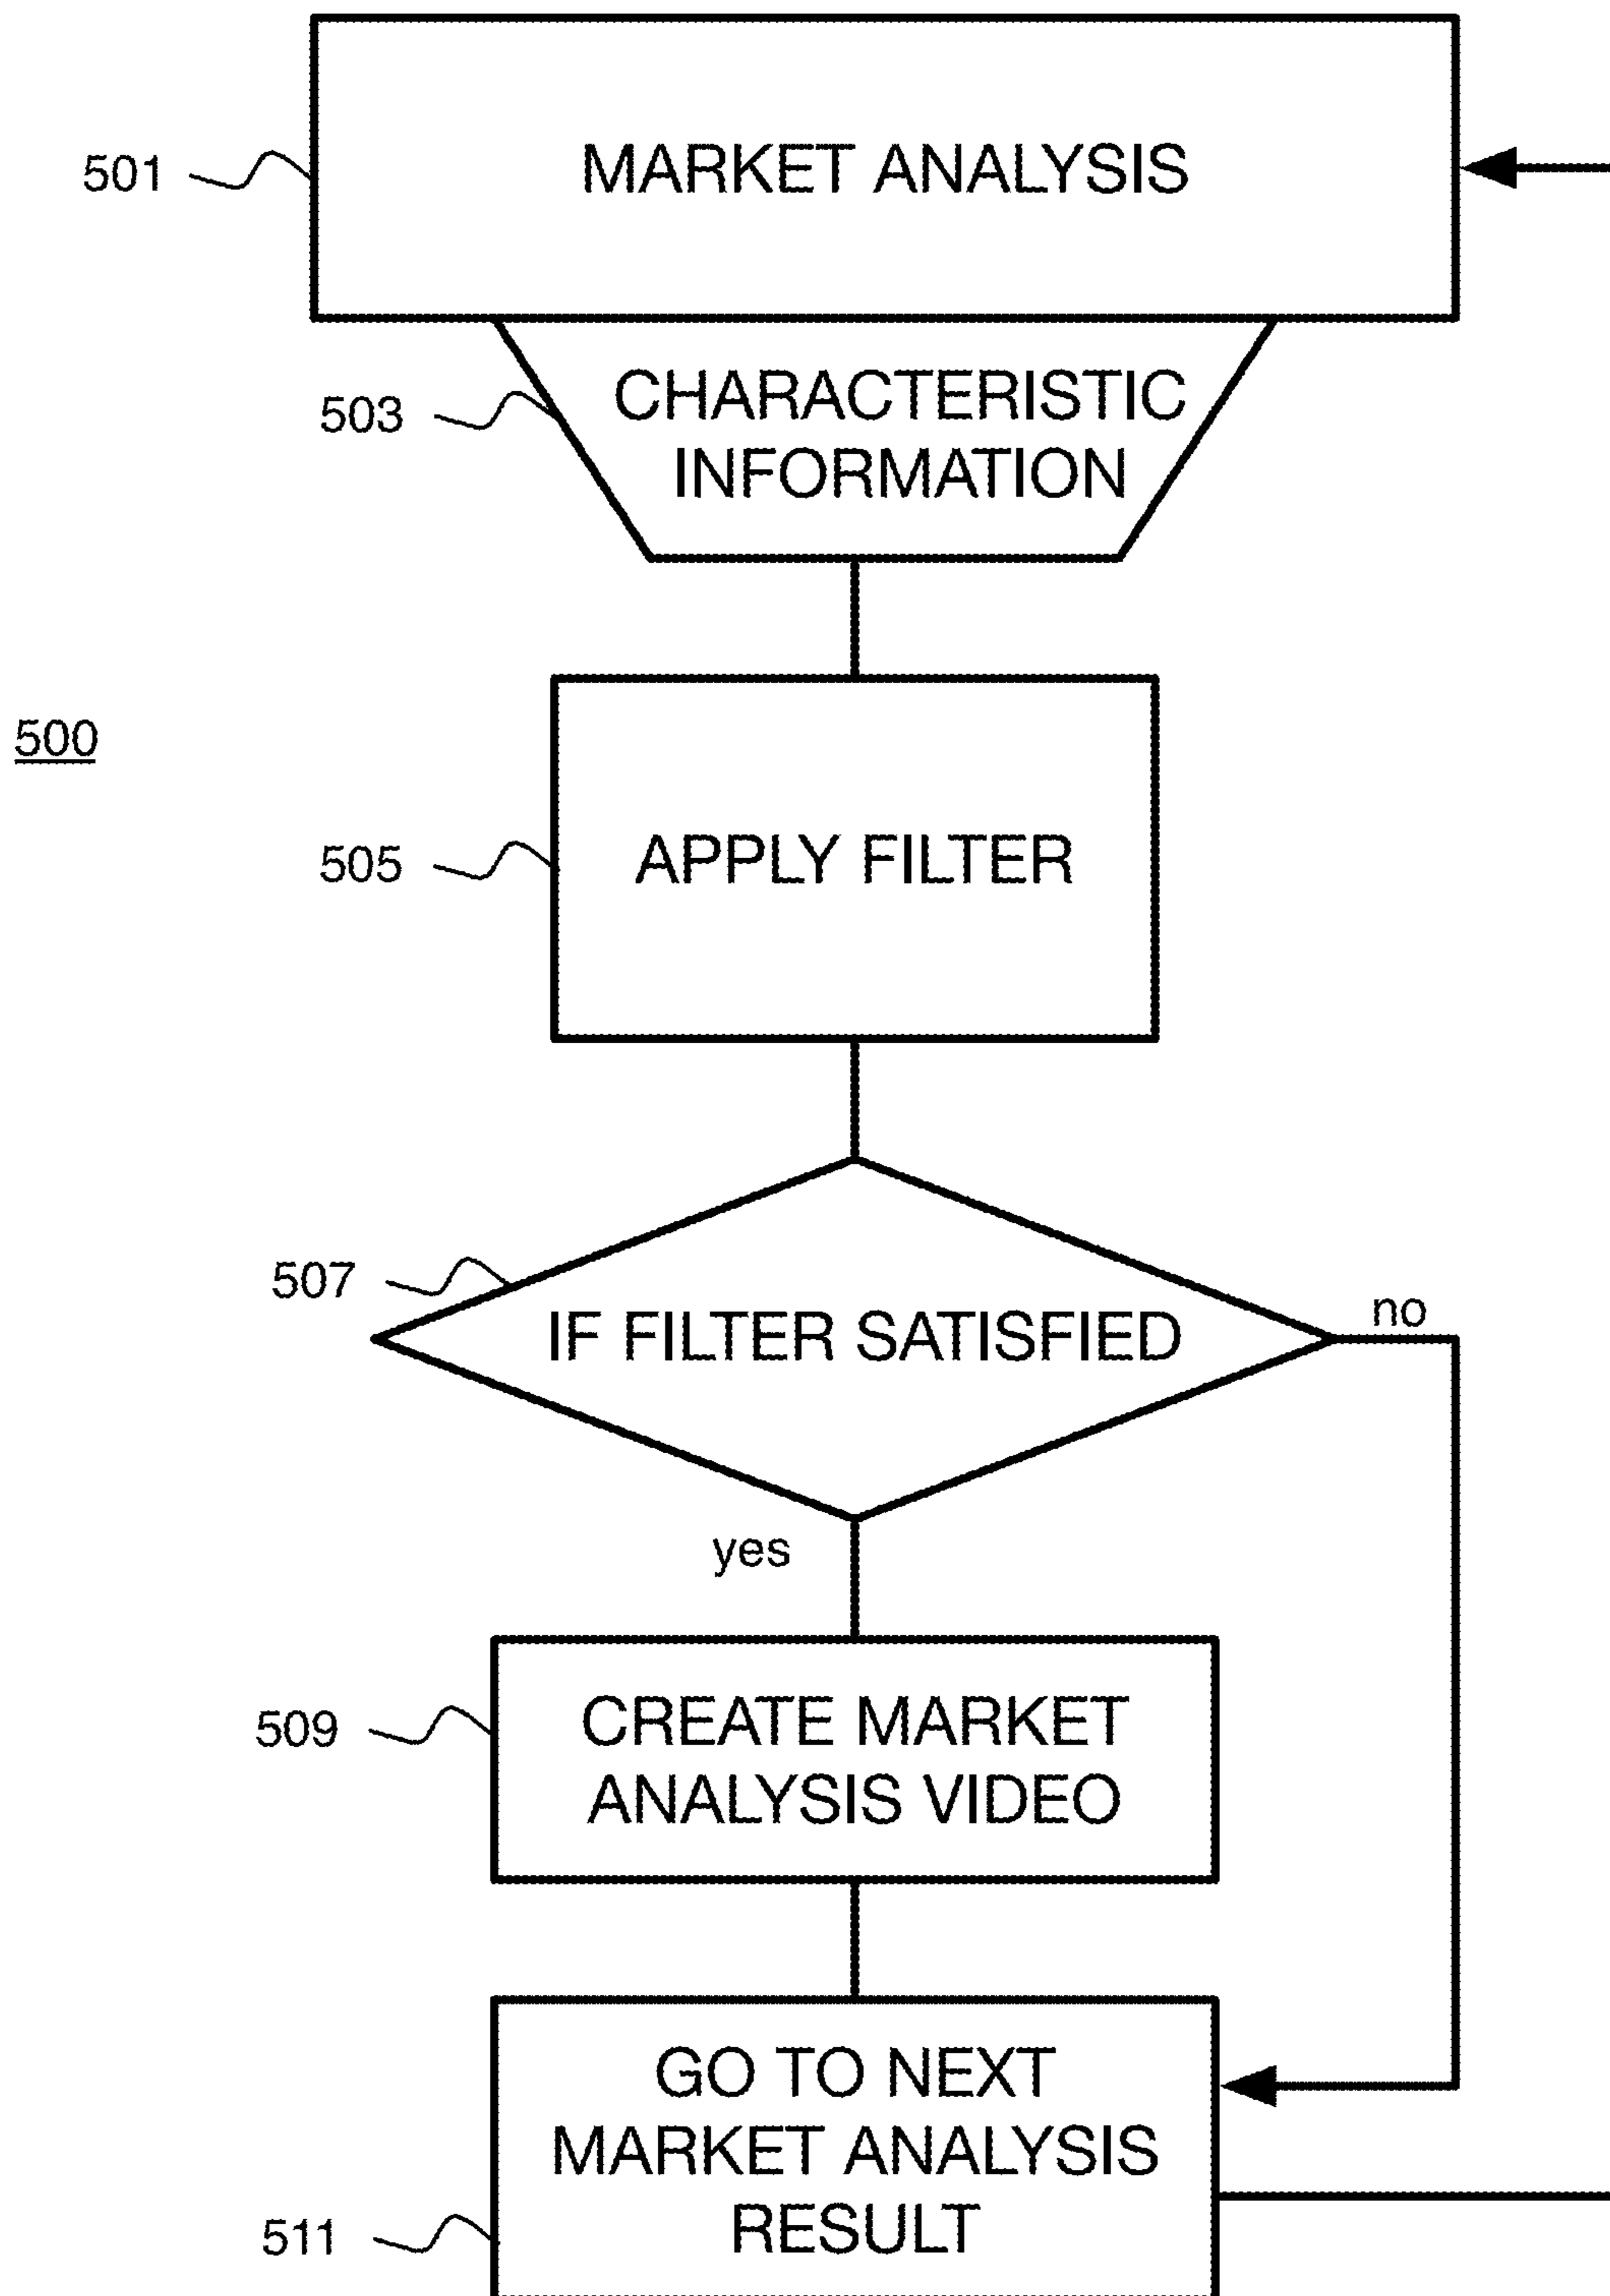 501
MARKET ANALYSIS
503
CHARACTERISTIC
INFORMATION
500
505
APPLY FILTER
507
IF FILTER SATISFIED
no
yes
509
CREATE MARKET
ANALYSIS VIDEO
GO TO NEXT
MARKET ANALYSIS
RESULT
511